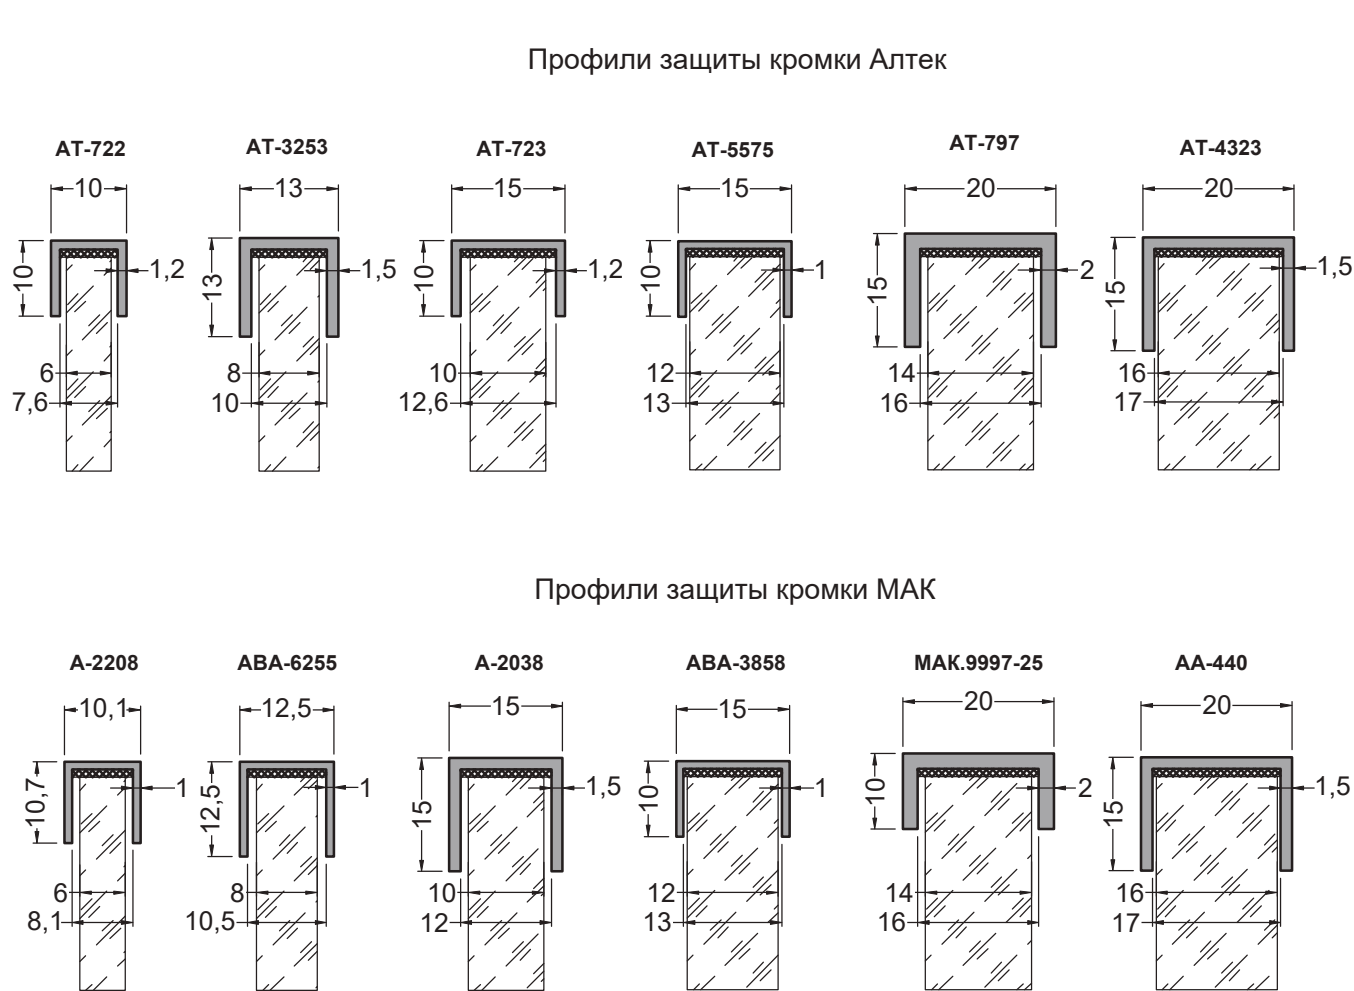 Профили защиты кромки Алтек
АТ-722 АТ-3253 АТ-723 АТ-5575 АТ-797 АТ-4323
10 13 15 15 20 20
10 1,2 13 1,5 10 1,2 10 1 15 2 15 1,5
6 8 10 12 14 16
7,6 10 12,6 13 16 17
Профили защиты кромки МАК
А-2208 АВА-6255 А-2038 АВА-3858 МАК.9997-25 АА-440
10,1 12,5 15 15 20 20
10,7 1 12,5 1 15 1,5 10 1 10 2 15 1,5
6 8 10 12 14 16
8,1 10,5 12 13 16 17